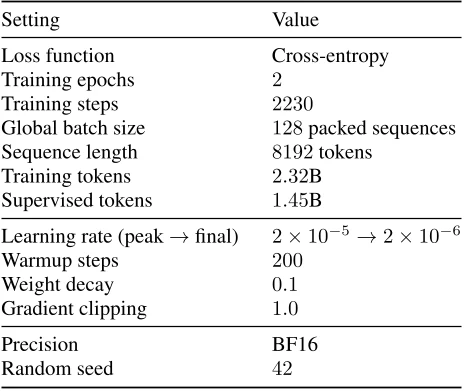 Setting Value
Loss function Cross-entropy
Training epochs 2
Training steps 2230
Global batch size 128 packed sequences
Sequence length 8192 tokens
Training tokens 2.32B
Supervised tokens 1.45B
Learning rate (peak → final) 2 × 10⁻⁵ → 2 × 10⁻⁶
Warmup steps 200
Weight decay 0.1
Gradient clipping 1.0
Precision BF16
Random seed 42